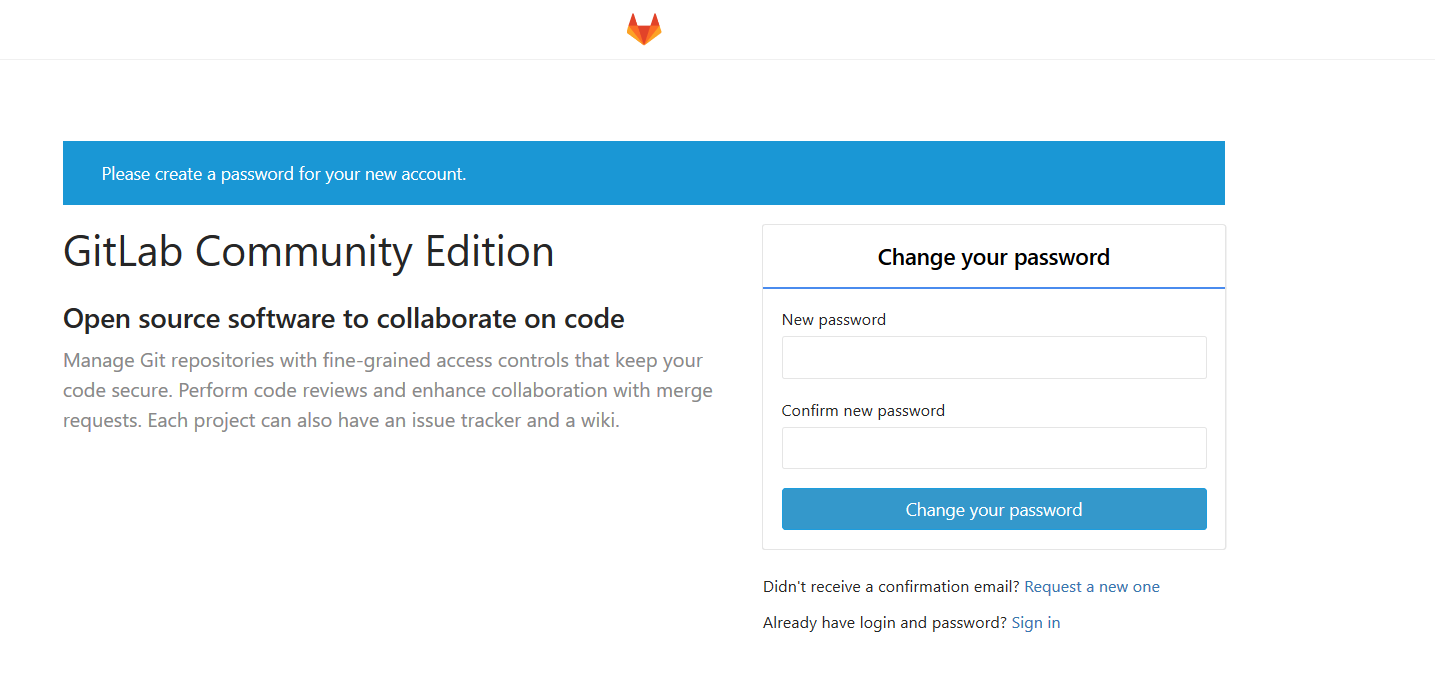 Please create a password for your new account.
GitLab Community Edition
Open source software to collaborate on code
Manage Git repositories with fine-grained access controls that keep your
code secure. Perform code reviews and enhance collaboration with merge
requests. Each project can also have an issue tracker and a wiki.
Change your password
New password
Confirm new password
Change your password
Didn't receive a confirmation email? Request a new one
Already have login and password? Sign in